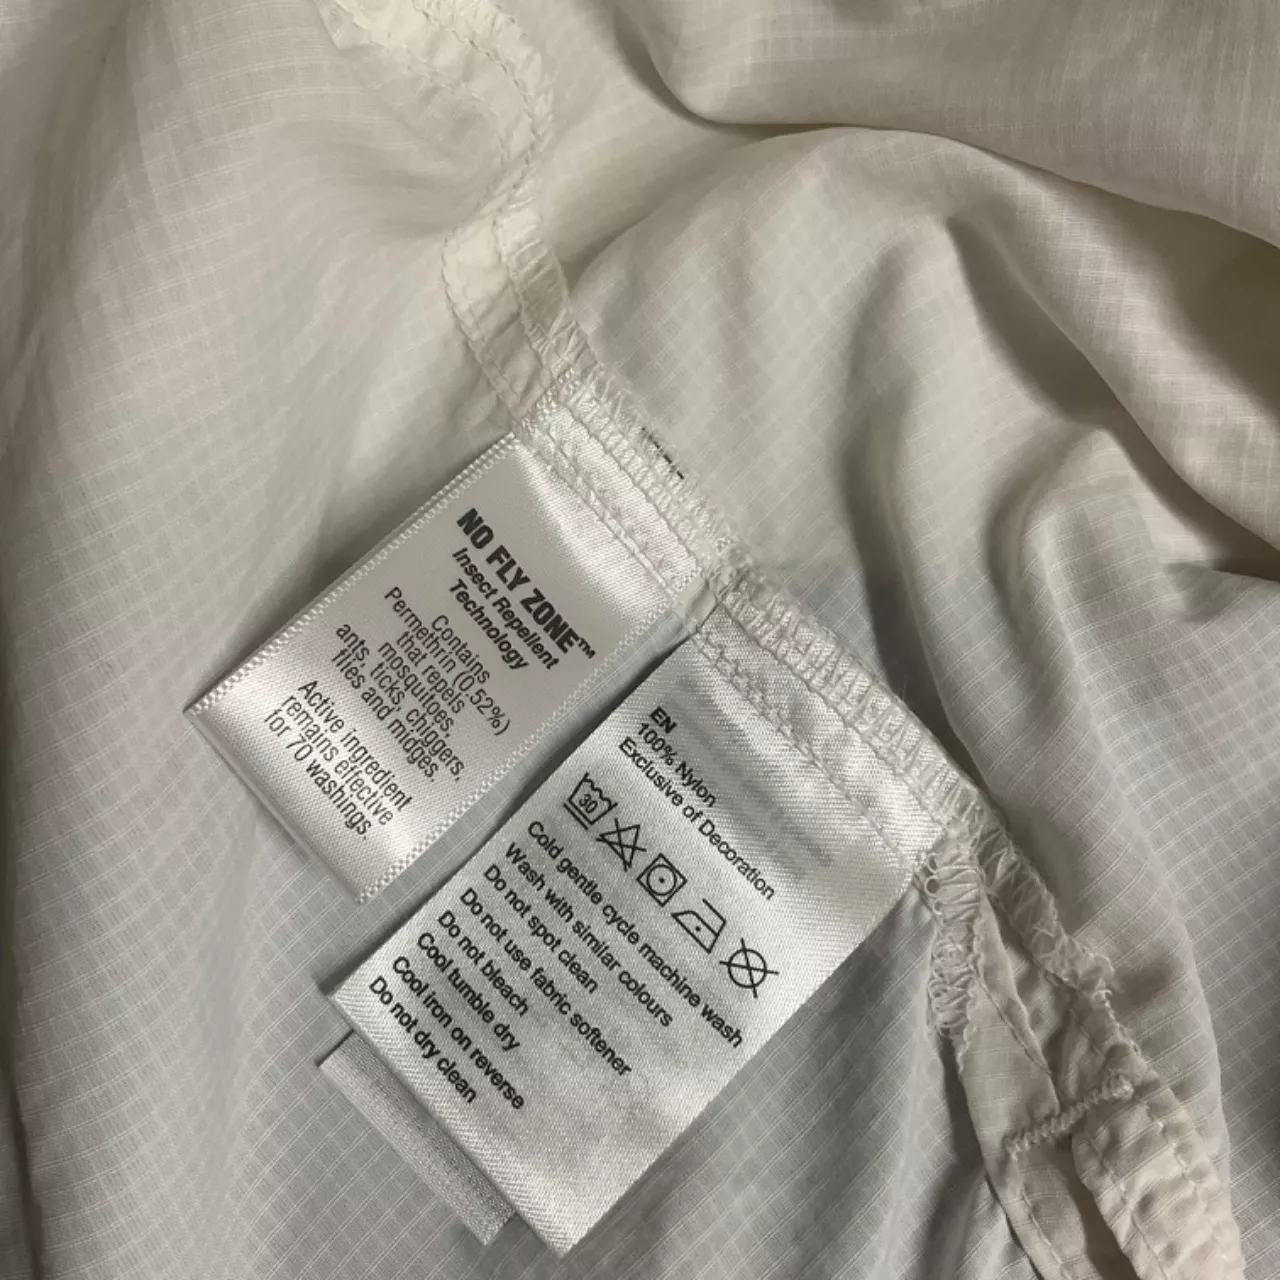 NO FLY ZONE™
Insect Repellent
Technology
Contains
Permethrin (0.52%)
that repels
mosquitoes,
ants, ticks, chiggers,
flies and midges.
Active ingredient
remains effective
for 70 washings
EN
100% Nylon
Exclusive of Decoration
30
Cold gentle cycle machine wash
Wash with similar colours
Do not spot clean
Do not use fabric softener
Do not bleach
Cool tumble dry
Cool iron on reverse
Do not dry clean